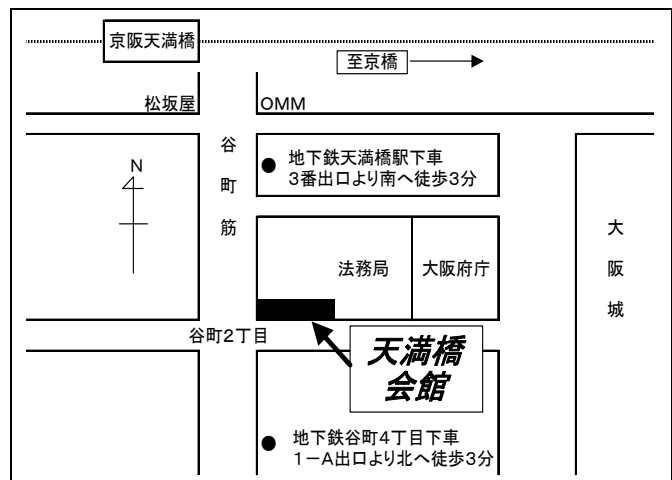 京阪天満橋
至京橋
松坂屋
OMM
谷町筋
N
地下鉄天満橋駅下車
3番出口より南へ徒歩3分
法務局
大阪府庁
大阪城
谷町2丁目
天満橋
会館
地下鉄谷町4丁目下車
1－A出口より北へ徒歩3分